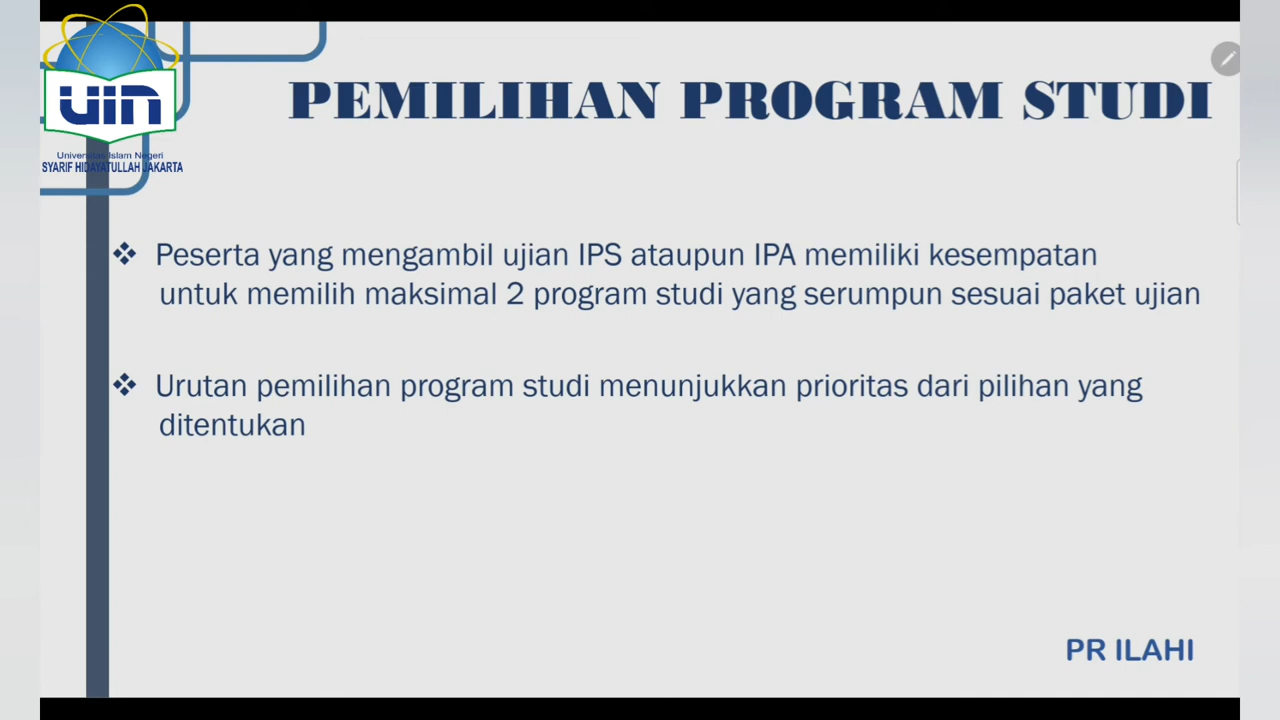 uin
Universitas Islam Negeri
SYARIF HIDAYATULLAH JAKARTA
PEMILIHAN PROGRAM STUDI
❖ Peserta yang mengambil ujian IPS ataupun IPA memiliki kesempatan
untuk memilih maksimal 2 program studi yang serumpun sesuai paket ujian
❖ Urutan pemilihan program studi menunjukkan prioritas dari pilihan yang
ditentukan
PR ILAHI